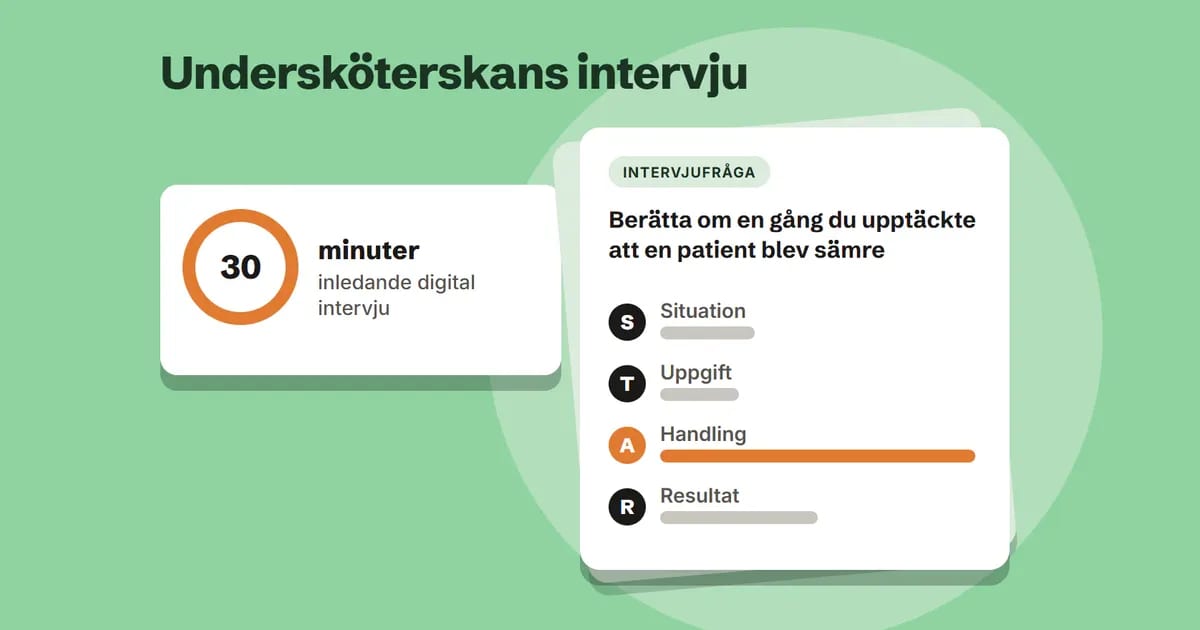 Undersköterskans intervju
30
minuter
inledande digital
intervju
INTERVJUFRÅGA
Berätta om en gång du upptäckte
att en patient blev sämre
S
Situation
T
Uppgift
A
Handling
R
Resultat